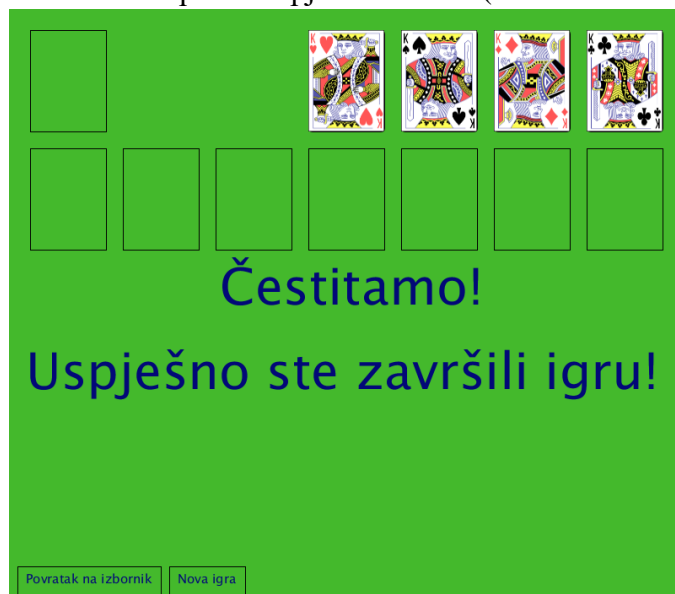 K K K K
K K K K
Čestitamo!
Uspješno ste završili igru!
Povratak na izbornik Nova igra